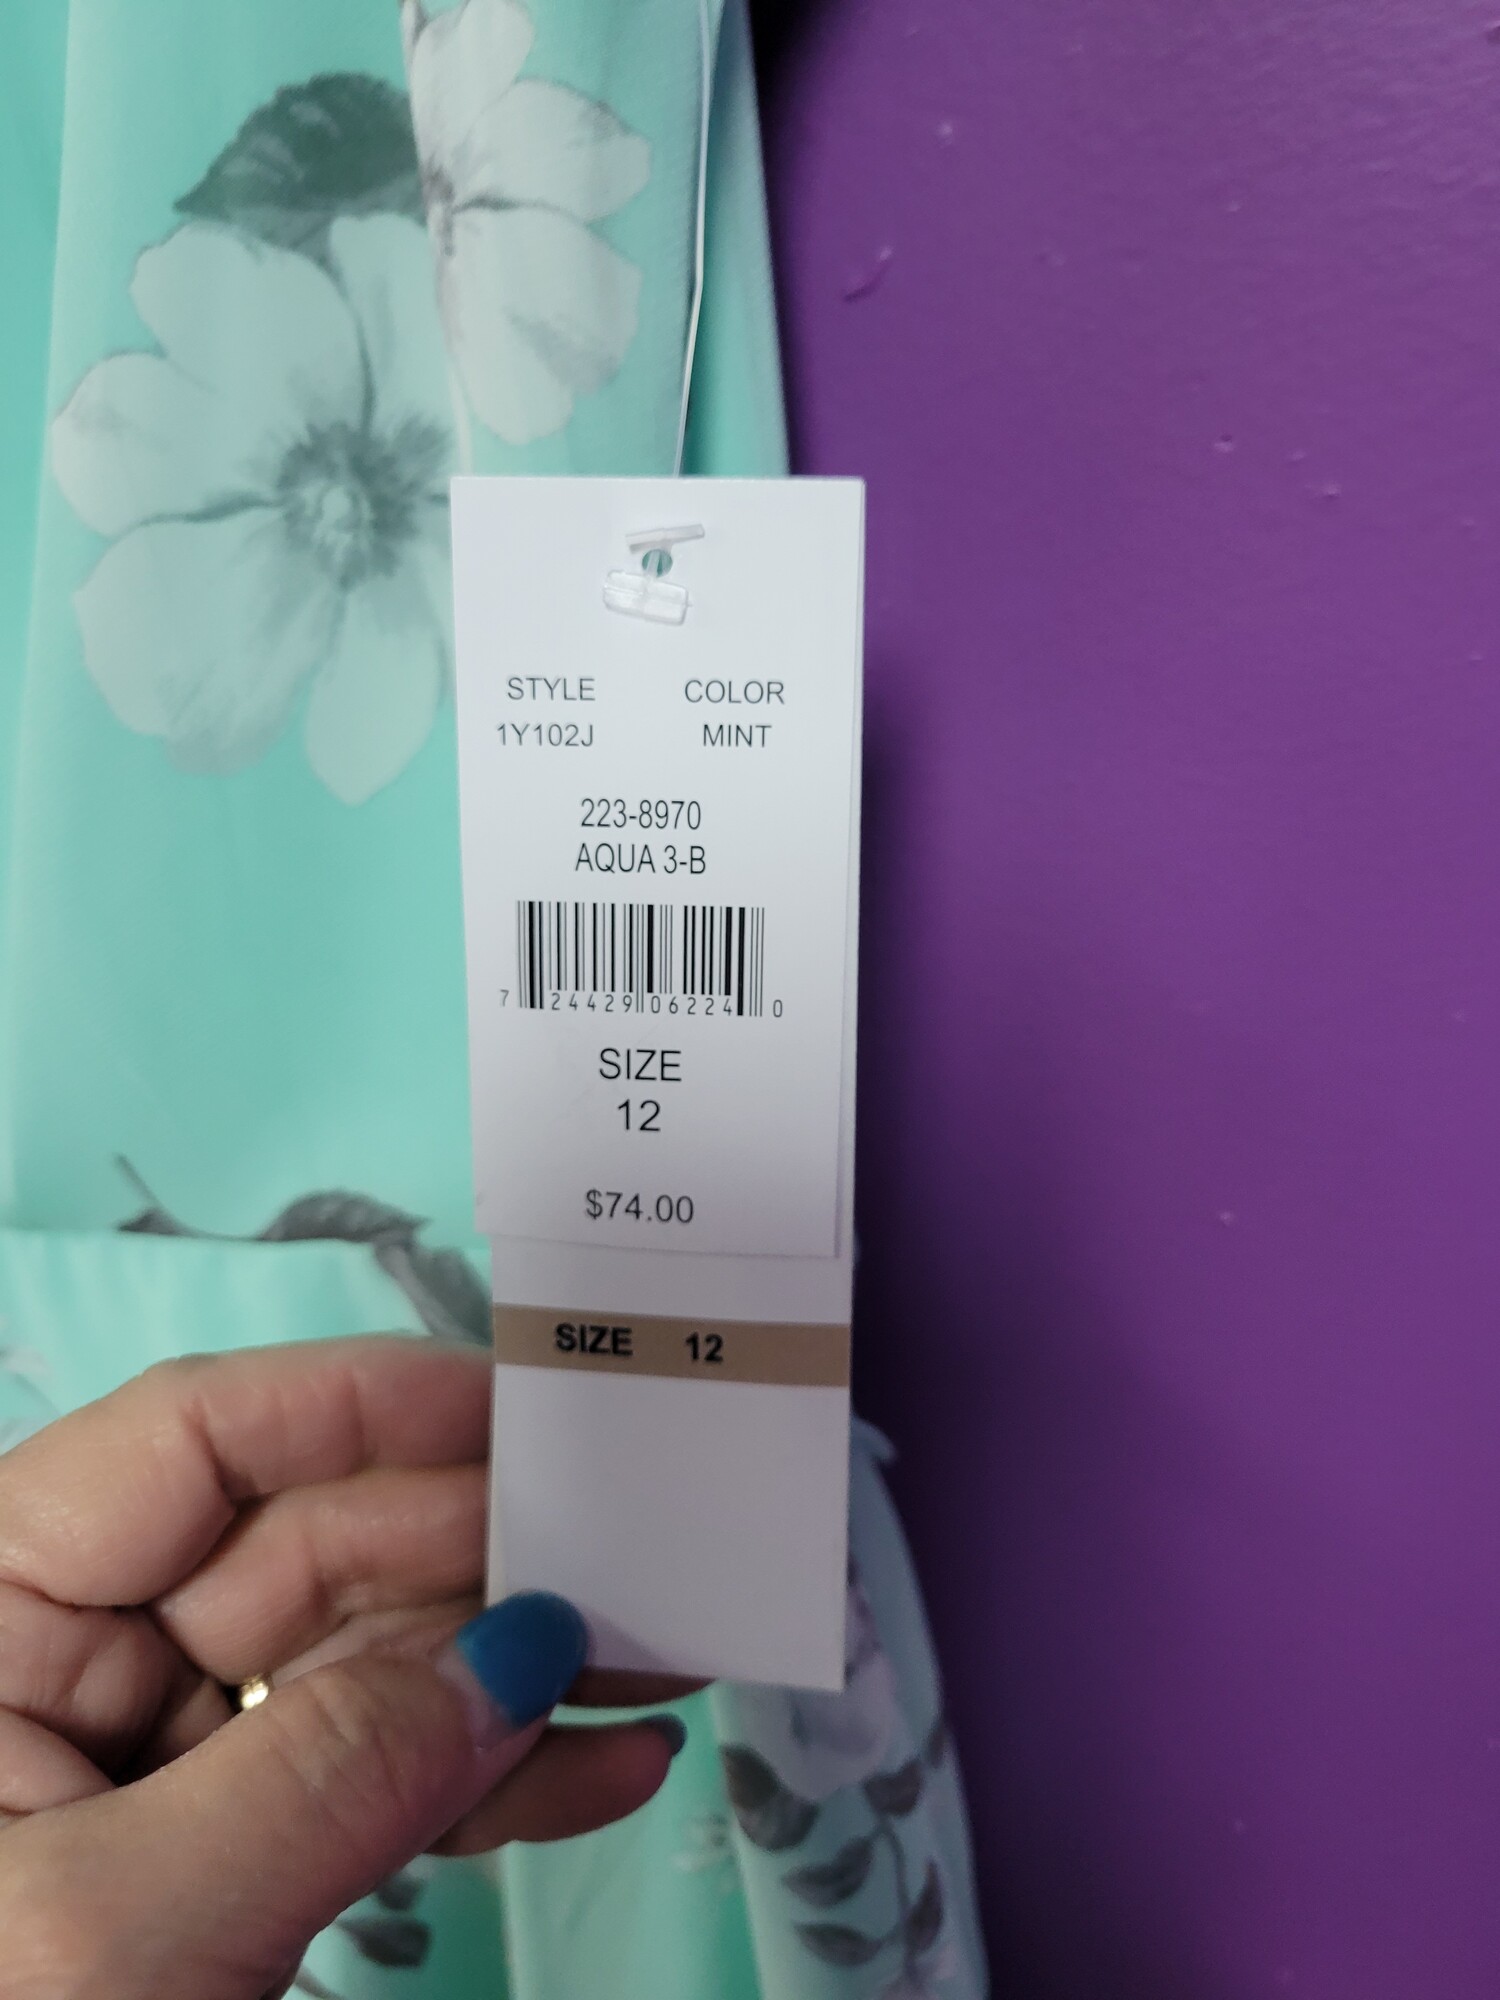 STYLE COLOR
1Y102J MINT
223-8970
AQUA 3-B
7 24429 06224 0
SIZE
12
$74.00
SIZE 12